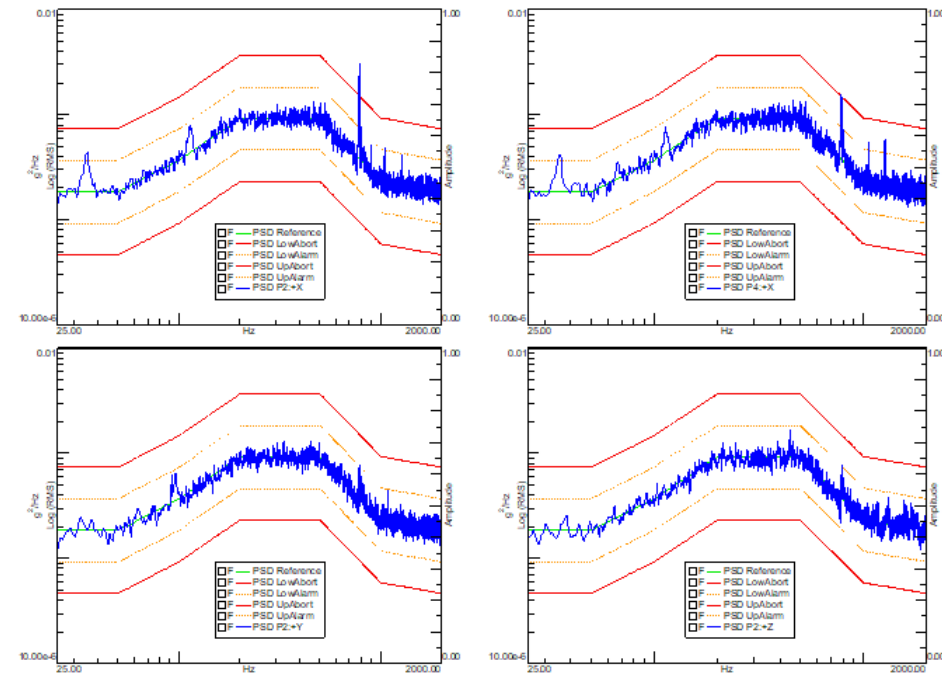 0.01
1.00
g²/Hz
Log (RMS)
Amplitude
F PSD Reference
F PSD LowAbort
F PSD LowAlarm
F PSD UpAbort
F PSD UpAlarm
F PSD P2:+X
10.00e-6
0.00
25.00
Hz
2000.00
0.01
1.00
g²/Hz
Log (RMS)
Amplitude
F PSD Reference
F PSD LowAbort
F PSD LowAlarm
F PSD UpAbort
F PSD UpAlarm
F PSD P4:+X
10.00e-6
0.00
25.00
Hz
2000.00
0.01
1.00
g²/Hz
Log (RMS)
Amplitude
F PSD Reference
F PSD LowAbort
F PSD LowAlarm
F PSD UpAbort
F PSD UpAlarm
F PSD P2:+Y
10.00e-6
0.00
25.00
Hz
2000.00
0.01
1.00
g²/Hz
Log (RMS)
Amplitude
F PSD Reference
F PSD LowAbort
F PSD LowAlarm
F PSD UpAbort
F PSD UpAlarm
F PSD P2:+Z
10.00e-6
0.00
25.00
Hz
2000.00